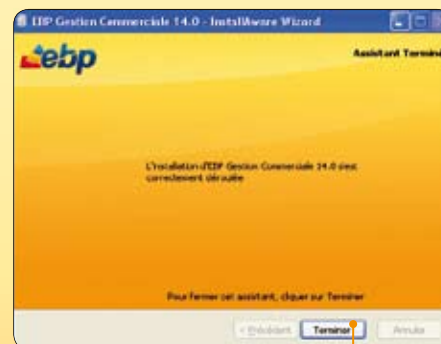 EBP Gestion Commerciale 14.0 - InstallAware Wizard
ebp
Assistant Terminé
L'installation d'EBP Gestion Commerciale 14.0 s'est
correctement déroulée
Pour fermer cet assistant, cliquer sur Terminer
< Précédent
Terminer
Annuler